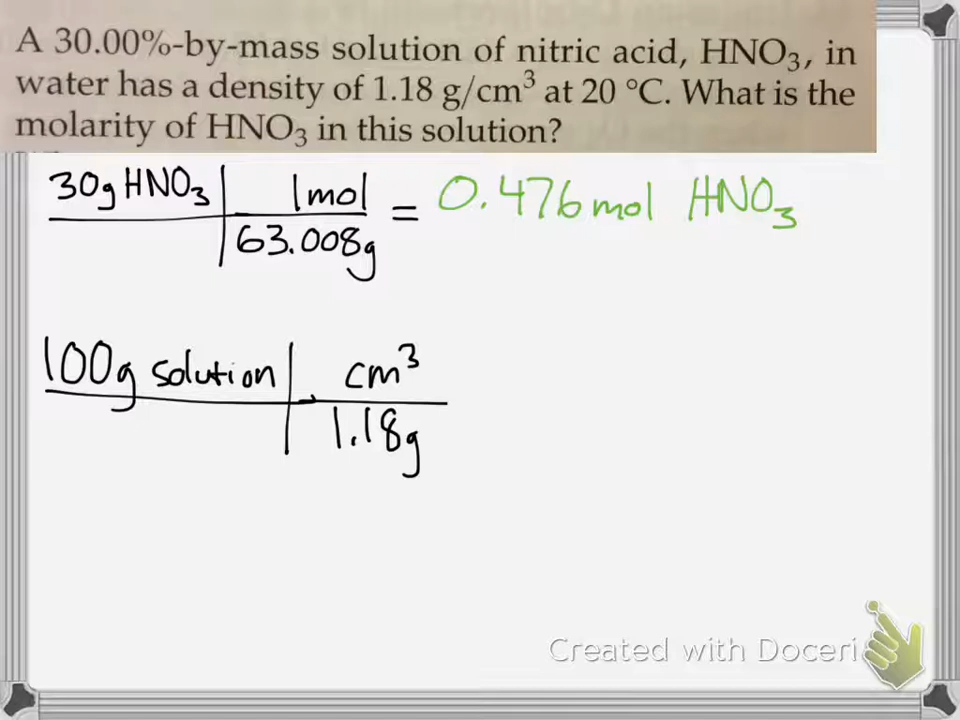 A 30.00%-by-mass solution of nitric acid, HNO₃, in
water has a density of 1.18 g/cm³ at 20 °C. What is the
molarity of HNO₃ in this solution?
30g HNO₃ | 1mol = 0.476 mol HNO₃
63.008g
100g solution | cm³
1.18g
Created with Doceri